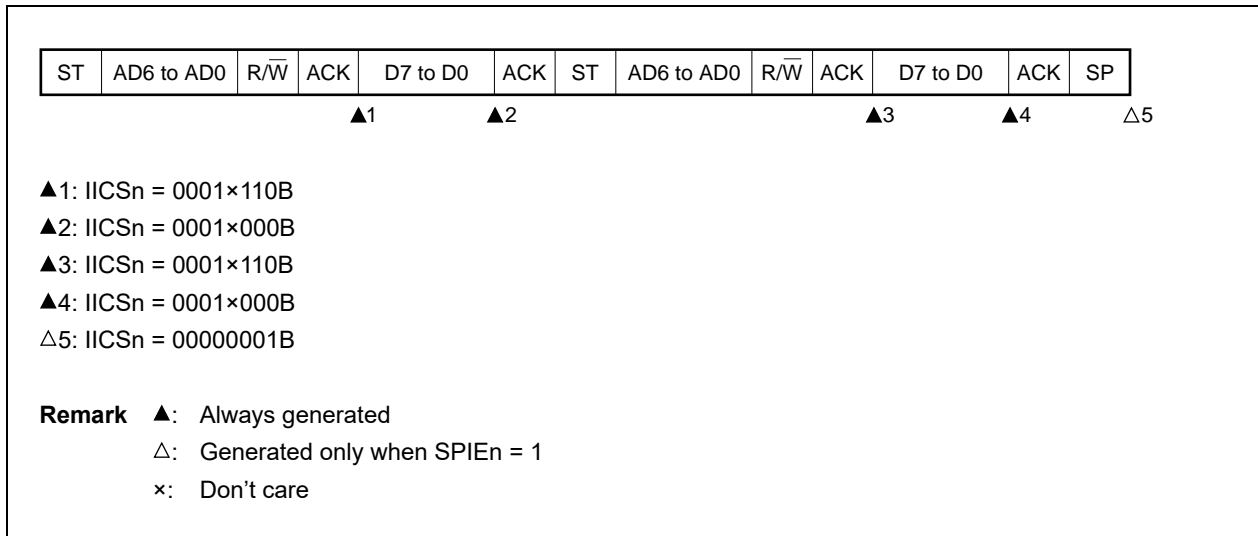 ST AD6 to AD0 R/W̅ ACK D7 to D0 ACK ST AD6 to AD0 R/W̅ ACK D7 to D0 ACK SP
▲1 ▲2 ▲3 ▲4 △5
▲1: IICSn = 0001×110B
▲2: IICSn = 0001×000B
▲3: IICSn = 0001×110B
▲4: IICSn = 0001×000B
△5: IICSn = 00000001B
Remark ▲: Always generated
△: Generated only when SPIEn = 1
×: Don’t care